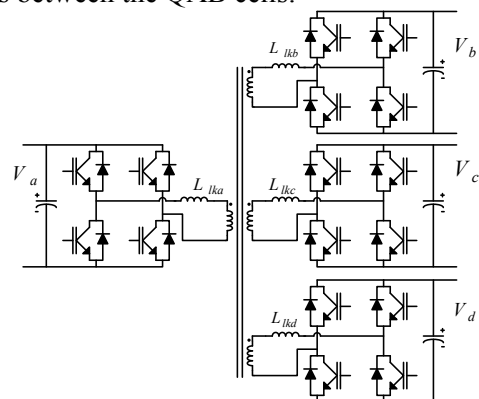 s between the QAB cells.
L lkb
V b
V a
L lka
L lkc
V c
L lkd
V d